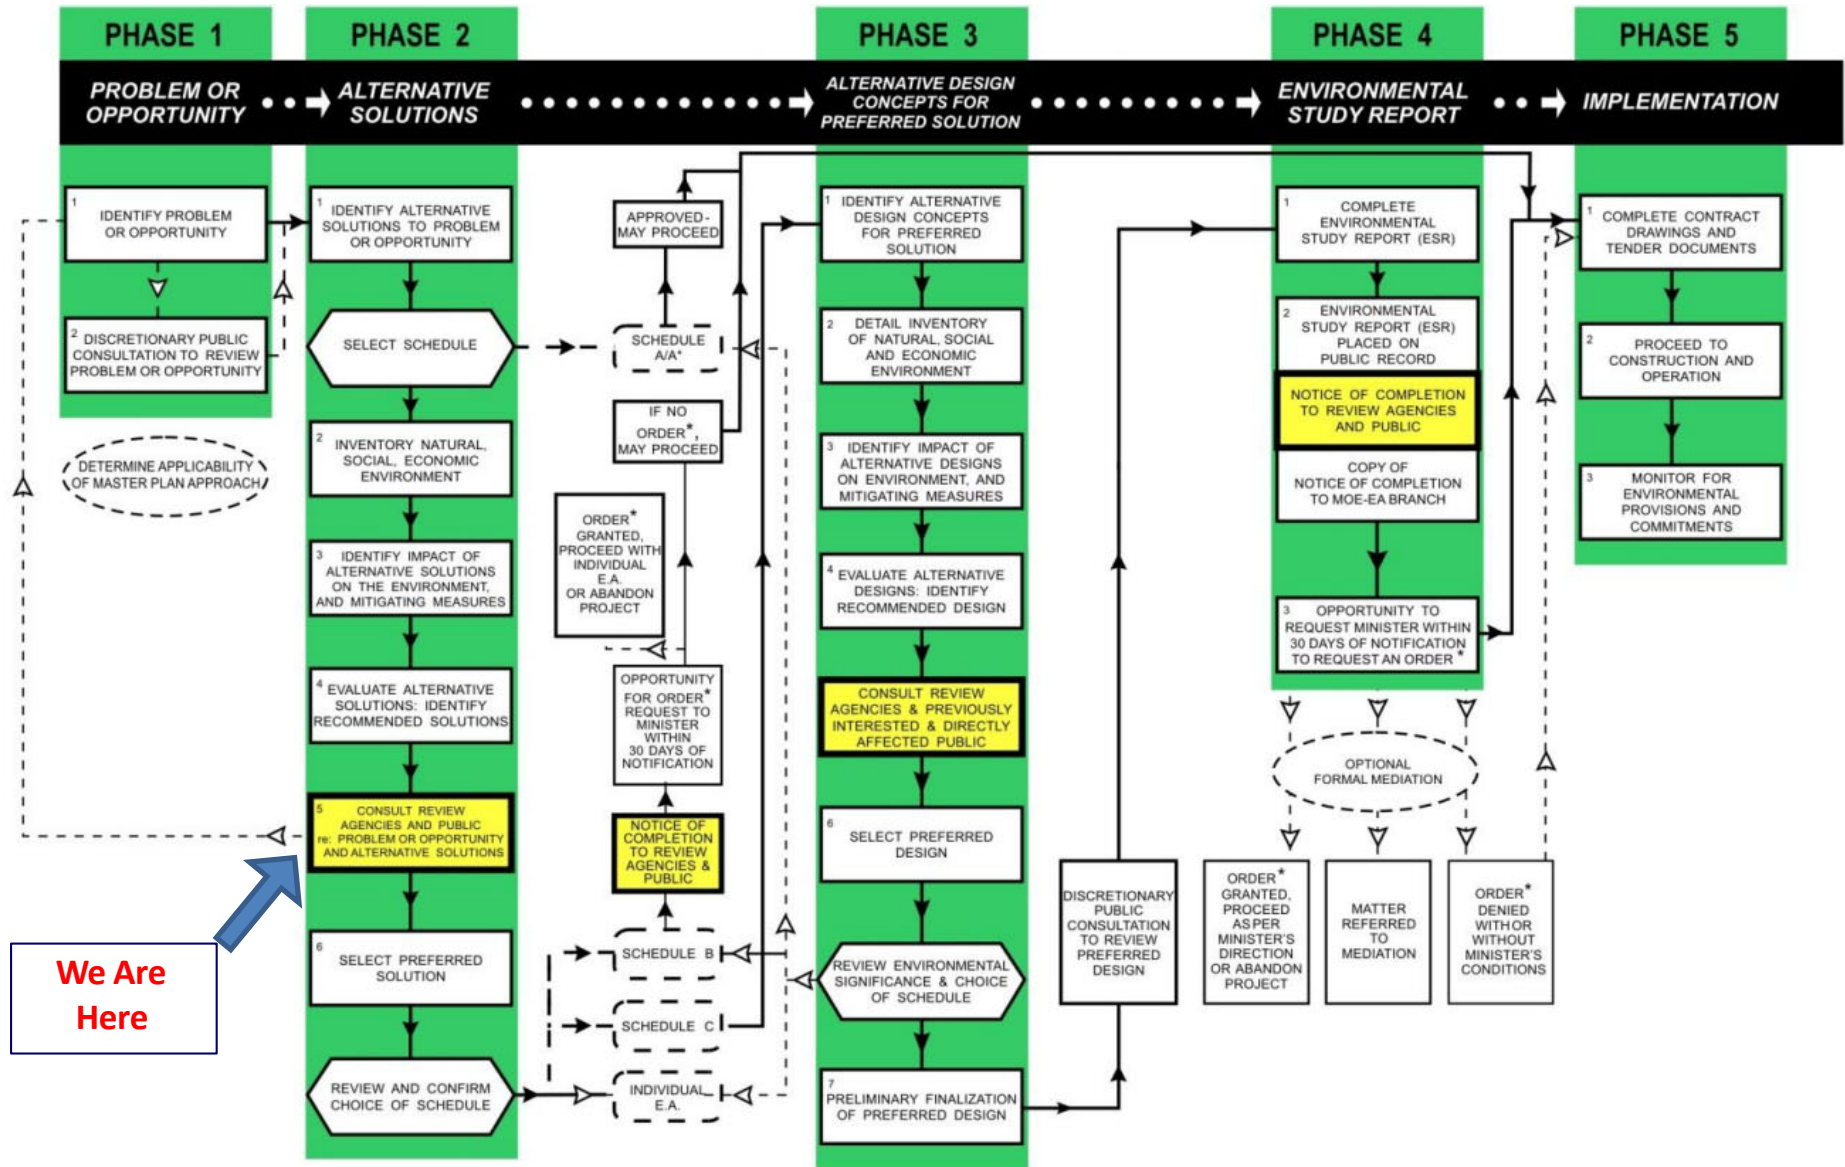 PHASE 1
PHASE 2
PHASE 3
PHASE 4
PHASE 5
PROBLEM OR
OPPORTUNITY
ALTERNATIVE
SOLUTIONS
ALTERNATIVE DESIGN
CONCEPTS FOR
PREFERRED SOLUTION
ENVIRONMENTAL
STUDY REPORT
IMPLEMENTATION
1
IDENTIFY PROBLEM
OR OPPORTUNITY
2
DISCRETIONARY PUBLIC
CONSULTATION TO REVIEW
PROBLEM OR OPPORTUNITY
DETERMINE APPLICABILITY
OF MASTER PLAN APPROACH
We Are
Here
1
IDENTIFY ALTERNATIVE
SOLUTIONS TO PROBLEM
OR OPPORTUNITY
SELECT SCHEDULE
2
INVENTORY NATURAL,
SOCIAL, ECONOMIC
ENVIRONMENT
3
IDENTIFY IMPACT OF
ALTERNATIVE SOLUTIONS
ON THE ENVIRONMENT,
AND MITIGATING MEASURES
4
EVALUATE ALTERNATIVE
SOLUTIONS: IDENTIFY
RECOMMENDED SOLUTIONS
5
CONSULT REVIEW
AGENCIES AND PUBLIC
re: PROBLEM OR OPPORTUNITY
AND ALTERNATIVE SOLUTIONS
6
SELECT PREFERRED
SOLUTION
REVIEW AND CONFIRM
CHOICE OF SCHEDULE
APPROVED-
MAY PROCEED
SCHEDULE
A/A*
IF NO
ORDER*,
MAY PROCEED
ORDER*
GRANTED,
PROCEED WITH
INDIVIDUAL
E.A.
OR ABANDON
PROJECT
OPPORTUNITY
FOR ORDER*
REQUEST TO
MINISTER
WITHIN
30 DAYS OF
NOTIFICATION
NOTICE OF
COMPLETION
TO REVIEW
AGENCIES &
PUBLIC
SCHEDULE B
SCHEDULE C
INDIVIDUAL
E.A.
1
IDENTIFY ALTERNATIVE
DESIGN CONCEPTS
FOR PREFERRED
SOLUTION
2
DETAIL INVENTORY
OF NATURAL, SOCIAL
AND ECONOMIC
ENVIRONMENT
3
IDENTIFY IMPACT OF
ALTERNATIVE DESIGNS
ON ENVIRONMENT, AND
MITIGATING MEASURES
4
EVALUATE ALTERNATIVE
DESIGNS: IDENTIFY
RECOMMENDED DESIGN
CONSULT REVIEW
AGENCIES & PREVIOUSLY
INTERESTED & DIRECTLY
AFFECTED PUBLIC
6
SELECT PREFERRED
DESIGN
REVIEW ENVIRONMENTAL
SIGNIFICANCE & CHOICE
OF SCHEDULE
7
PRELIMINARY FINALIZATION
OF PREFERRED DESIGN
DISCRETIONARY
PUBLIC
CONSULTATION
TO REVIEW
PREFERRED
DESIGN
1
COMPLETE
ENVIRONMENTAL
STUDY REPORT (ESR)
2
ENVIRONMENTAL
STUDY REPORT (ESR)
PLACED ON
PUBLIC RECORD
NOTICE OF COMPLETION
TO REVIEW AGENCIES
AND PUBLIC
COPY OF
NOTICE OF COMPLETION
TO MOE-EA BRANCH
3
OPPORTUNITY TO
REQUEST MINISTER WITHIN
30 DAYS OF NOTIFICATION
TO REQUEST AN ORDER *
OPTIONAL
FORMAL MEDIATION
ORDER*
GRANTED,
PROCEED
AS PER
MINISTER'S
DIRECTION
OR ABANDON
PROJECT
MATTER
REFERRED
TO
MEDIATION
ORDER*
DENIED
WITH OR
WITHOUT
MINISTER'S
CONDITIONS
1
COMPLETE CONTRACT
DRAWINGS AND
TENDER DOCUMENTS
2
PROCEED TO
CONSTRUCTION AND
OPERATION
3
MONITOR FOR
ENVIRONMENTAL
PROVISIONS AND
COMMITMENTS